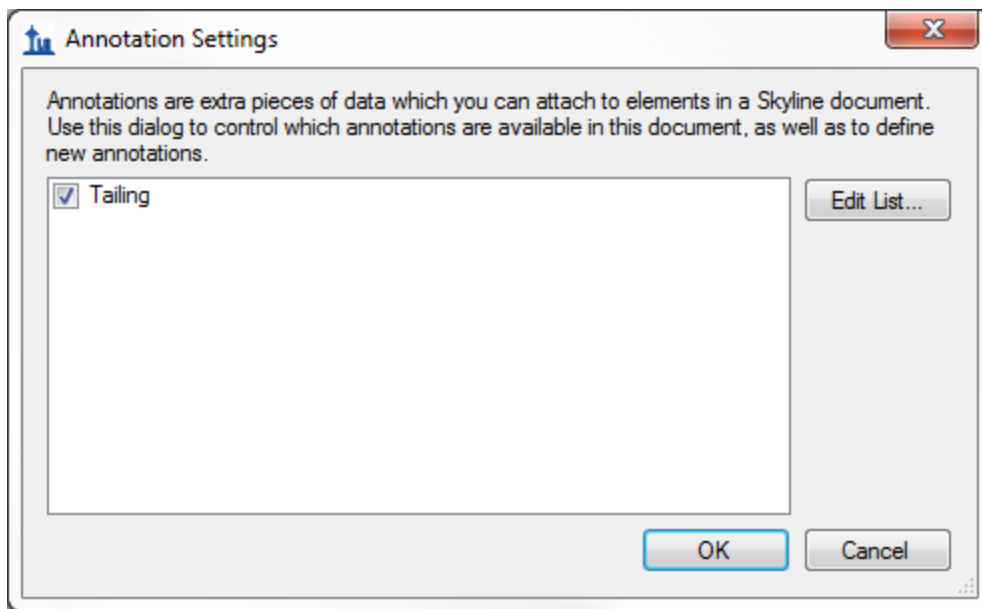 Annotation Settings
Annotations are extra pieces of data which you can attach to elements in a Skyline document.
Use this dialog to control which annotations are available in this document, as well as to define
new annotations.
Tailing
Edit List...
OK
Cancel